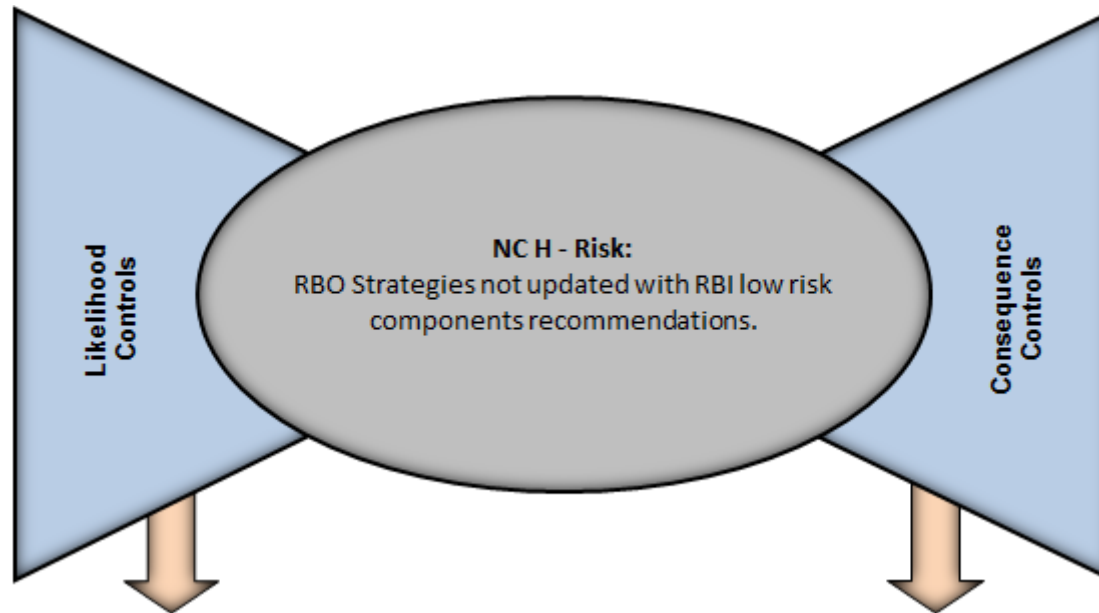 Likelihood
Controls
NC H - Risk:
RBO Strategies not updated with RBI low risk
components recommendations.
Consequence
Controls